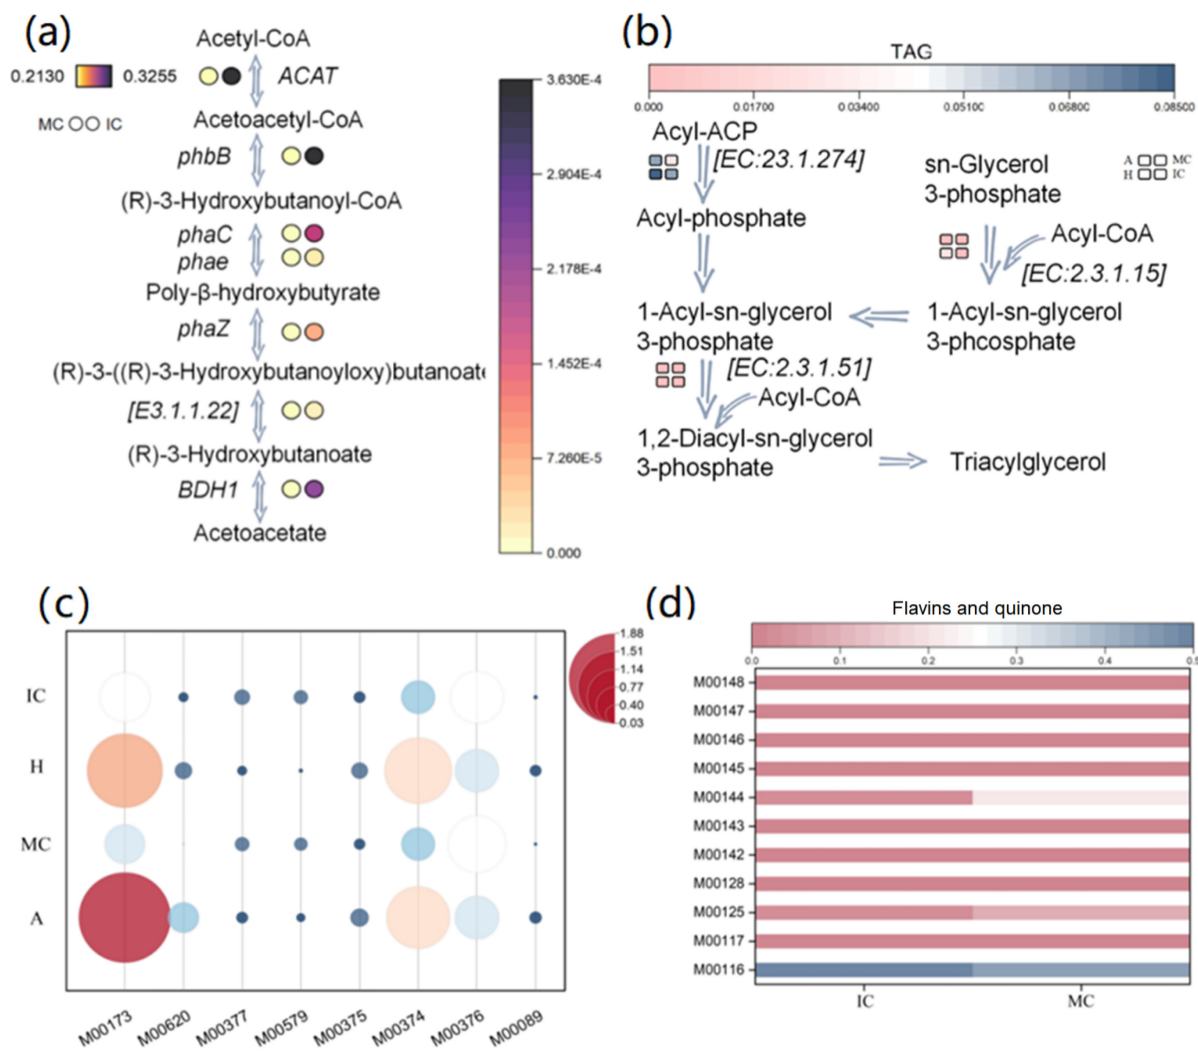 (a)
Acetyl-CoA
0.2130 0.3255
ACAT
MC IC
Acetoacetyl-CoA
phbB
(R)-3-Hydroxybutanoyl-CoA
phaC
phae
Poly-β-hydroxybutyrate
phaZ
(R)-3-((R)-3-Hydroxybutanoyloxy)butanoate
[E3.1.1.22]
(R)-3-Hydroxybutanoate
BDH1
Acetoacetate
3.630E-4
2.904E-4
2.178E-4
1.452E-4
7.260E-5
0.000
(b)
TAG
0.000 0.01700 0.03400 0.05100 0.06800 0.08500
Acyl-ACP
[EC:23.1.274]
Acyl-phosphate
sn-Glycerol
3-phosphate
A MC
H IC
Acyl-CoA
[EC:2.3.1.15]
1-Acyl-sn-glycerol
3-phosphate
1-Acyl-sn-glycerol
3-phcosphate
[EC:2.3.1.51]
Acyl-CoA
1,2-Diacyl-sn-glycerol
3-phosphate
Triacylglycerol
(c)
1.88
1.51
1.14
0.77
0.40
0.03
IC
H
MC
A
M00173 M00620 M00377 M00579 M00375 M00374 M00376 M00089
(d)
Flavins and quinone
0.0 0.1 0.2 0.3 0.4 0.5
M00148
M00147
M00146
M00145
M00144
M00143
M00142
M00128
M00125
M00117
M00116
IC MC